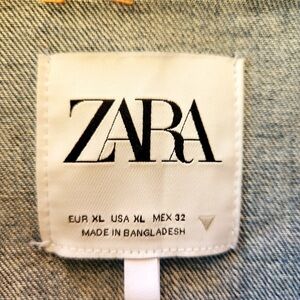 ZARA
EUR XL USA XL MEX 32
MADE IN BANGLADESH